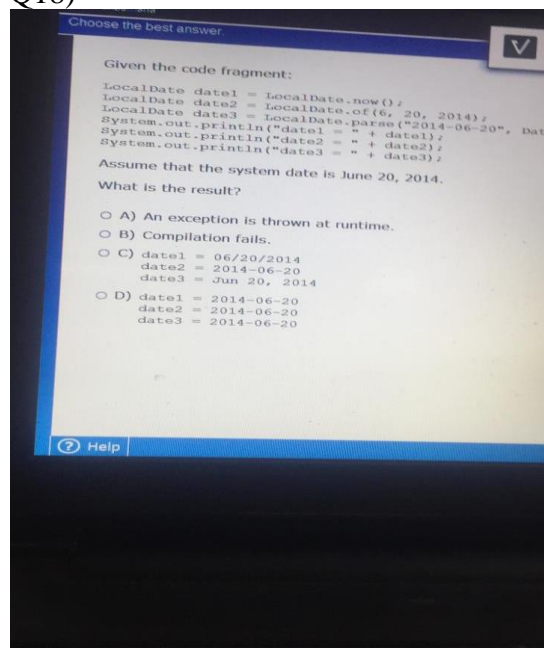 Choose the best answer
Given the code fragment:
LocalDate date1 = LocalDate.now();
LocalDate date2 = LocalDate.of(6, 20, 2014);
LocalDate date3 = LocalDate.parse("2014-06-20", Dat
System.out.println("date1 = " + date1);
System.out.println("date2 = " + date2);
System.out.println("date3 = " + date3);
Assume that the system date is June 20, 2014.
What is the result?
A) An exception is thrown at runtime.
B) Compilation fails.
C) date1 = 06/20/2014
date2 = 2014-06-20
date3 = Jun 20, 2014
D) date1 = 2014-06-20
date2 = 2014-06-20
date3 = 2014-06-20
? Help